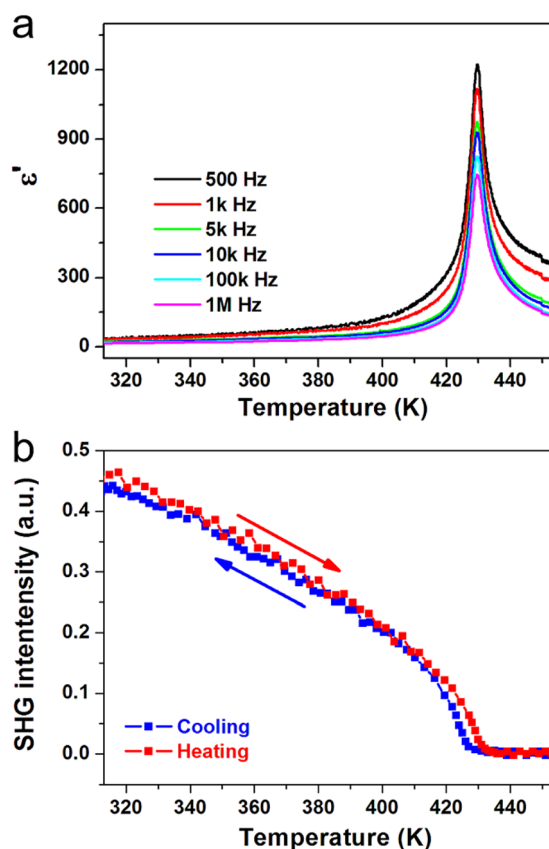 a
1200
900
600
300
0
ε'
500 Hz
1k Hz
5k Hz
10k Hz
100k Hz
1M Hz
320 340 360 380 400 420 440
Temperature (K)
b
0.5
0.4
0.3
0.2
0.1
0.0
SHG intentensity (a.u.)
Cooling
Heating
320 340 360 380 400 420 440
Temperature (K)